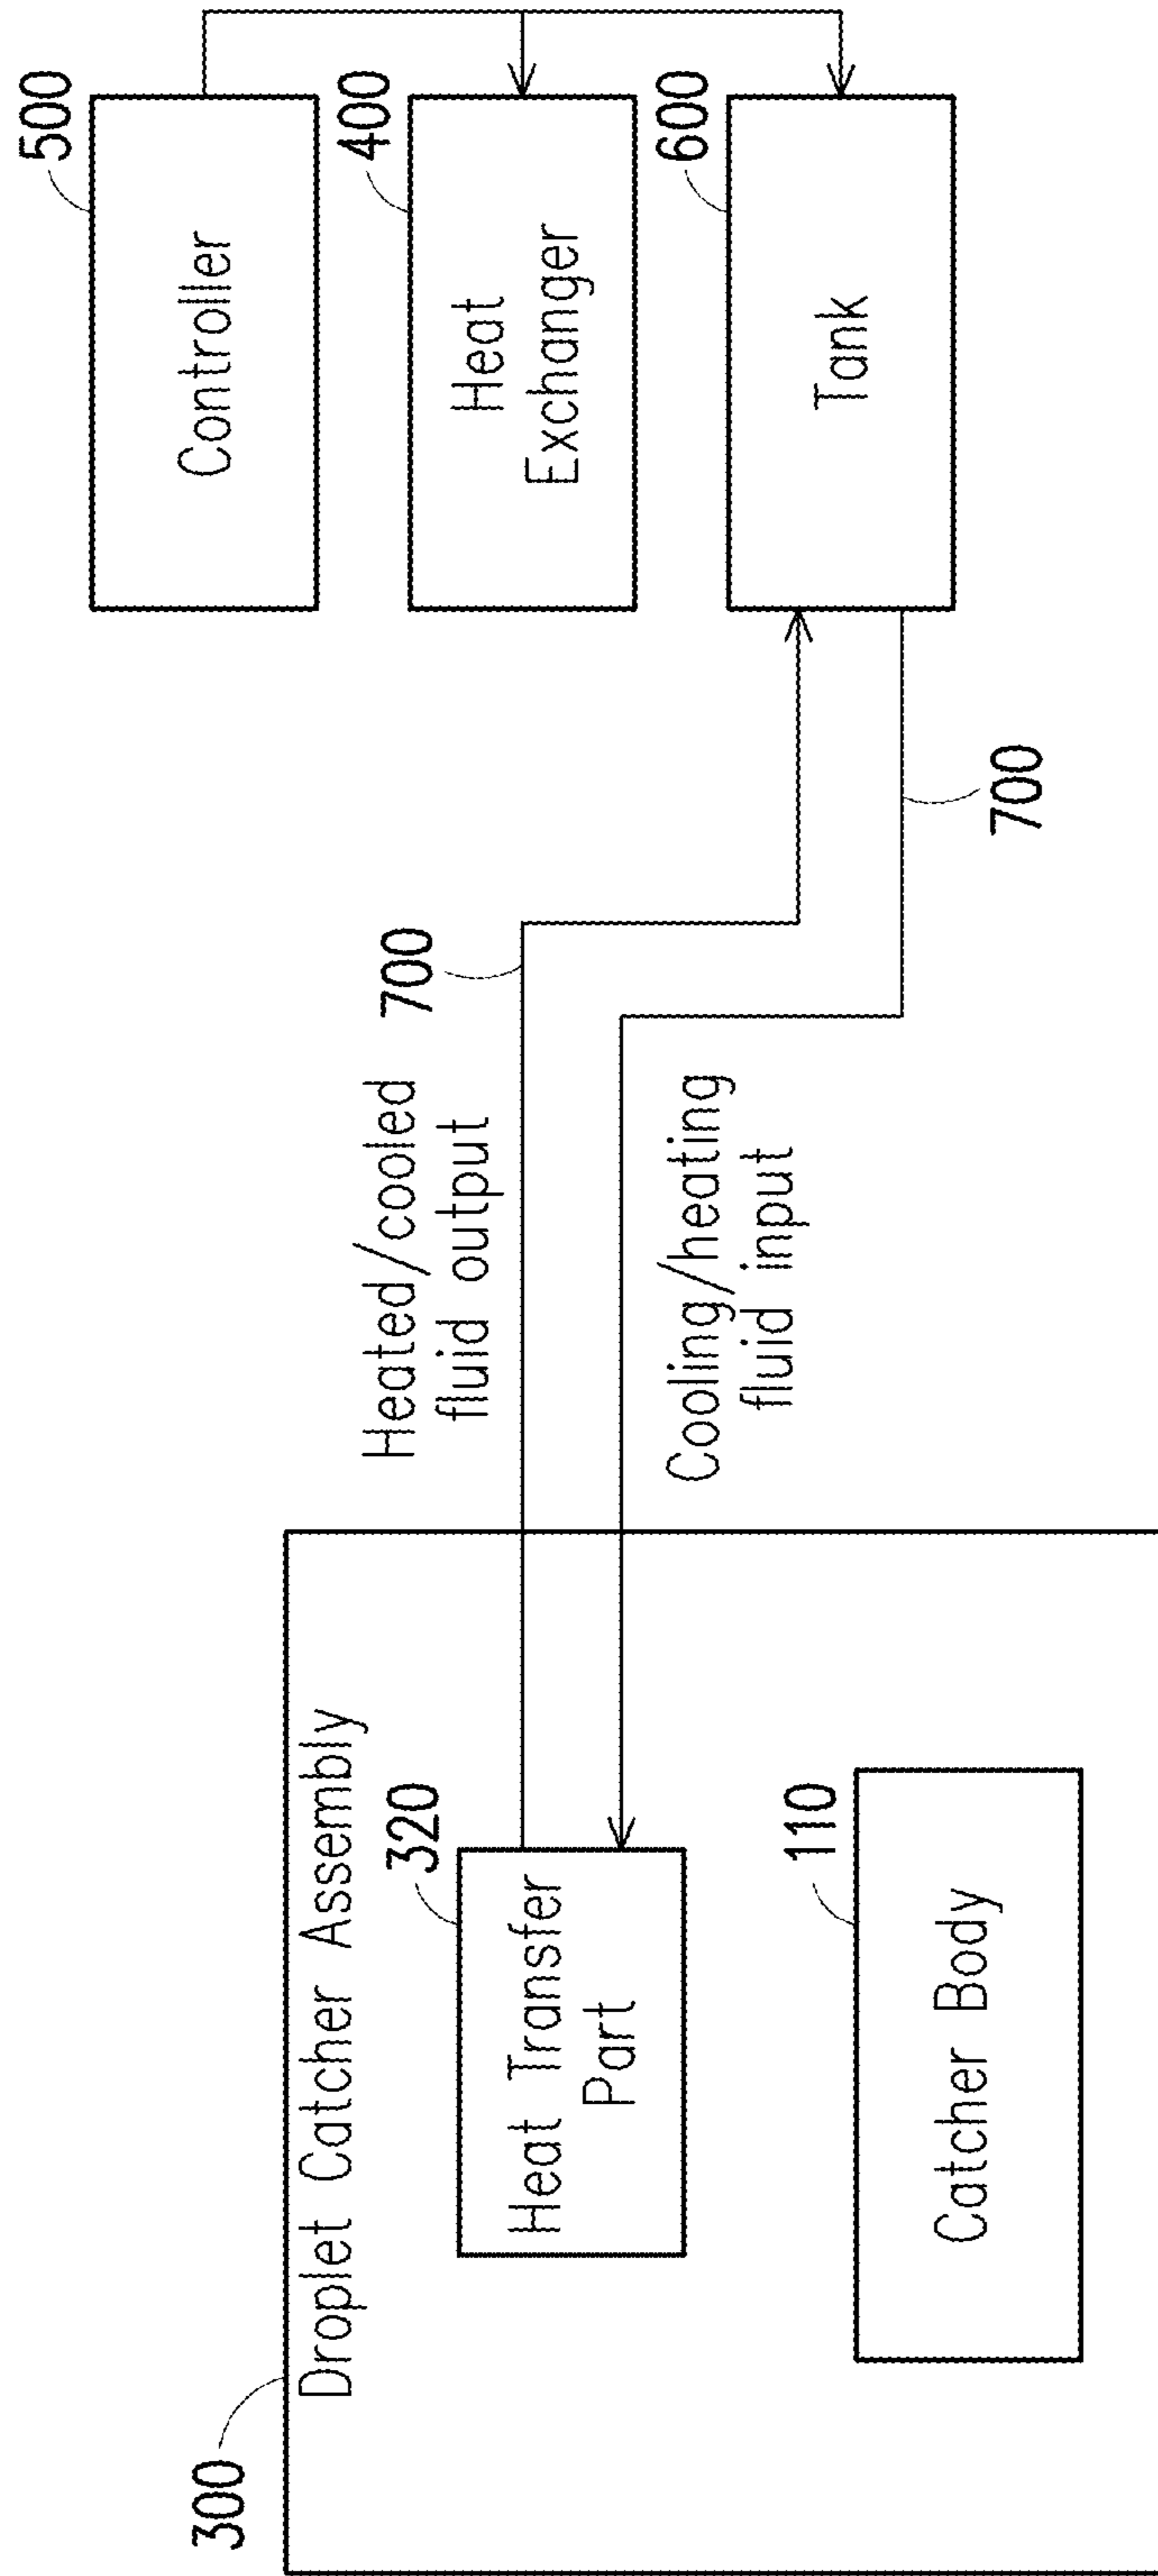 300
Droplet Catcher Assembly
320
Heat Transfer
Part
110
Catcher Body
Heated/cooled
fluid output
700
Cooling/heating
fluid input
700
500
Controller
400
Heat
Exchanger
600
Tank